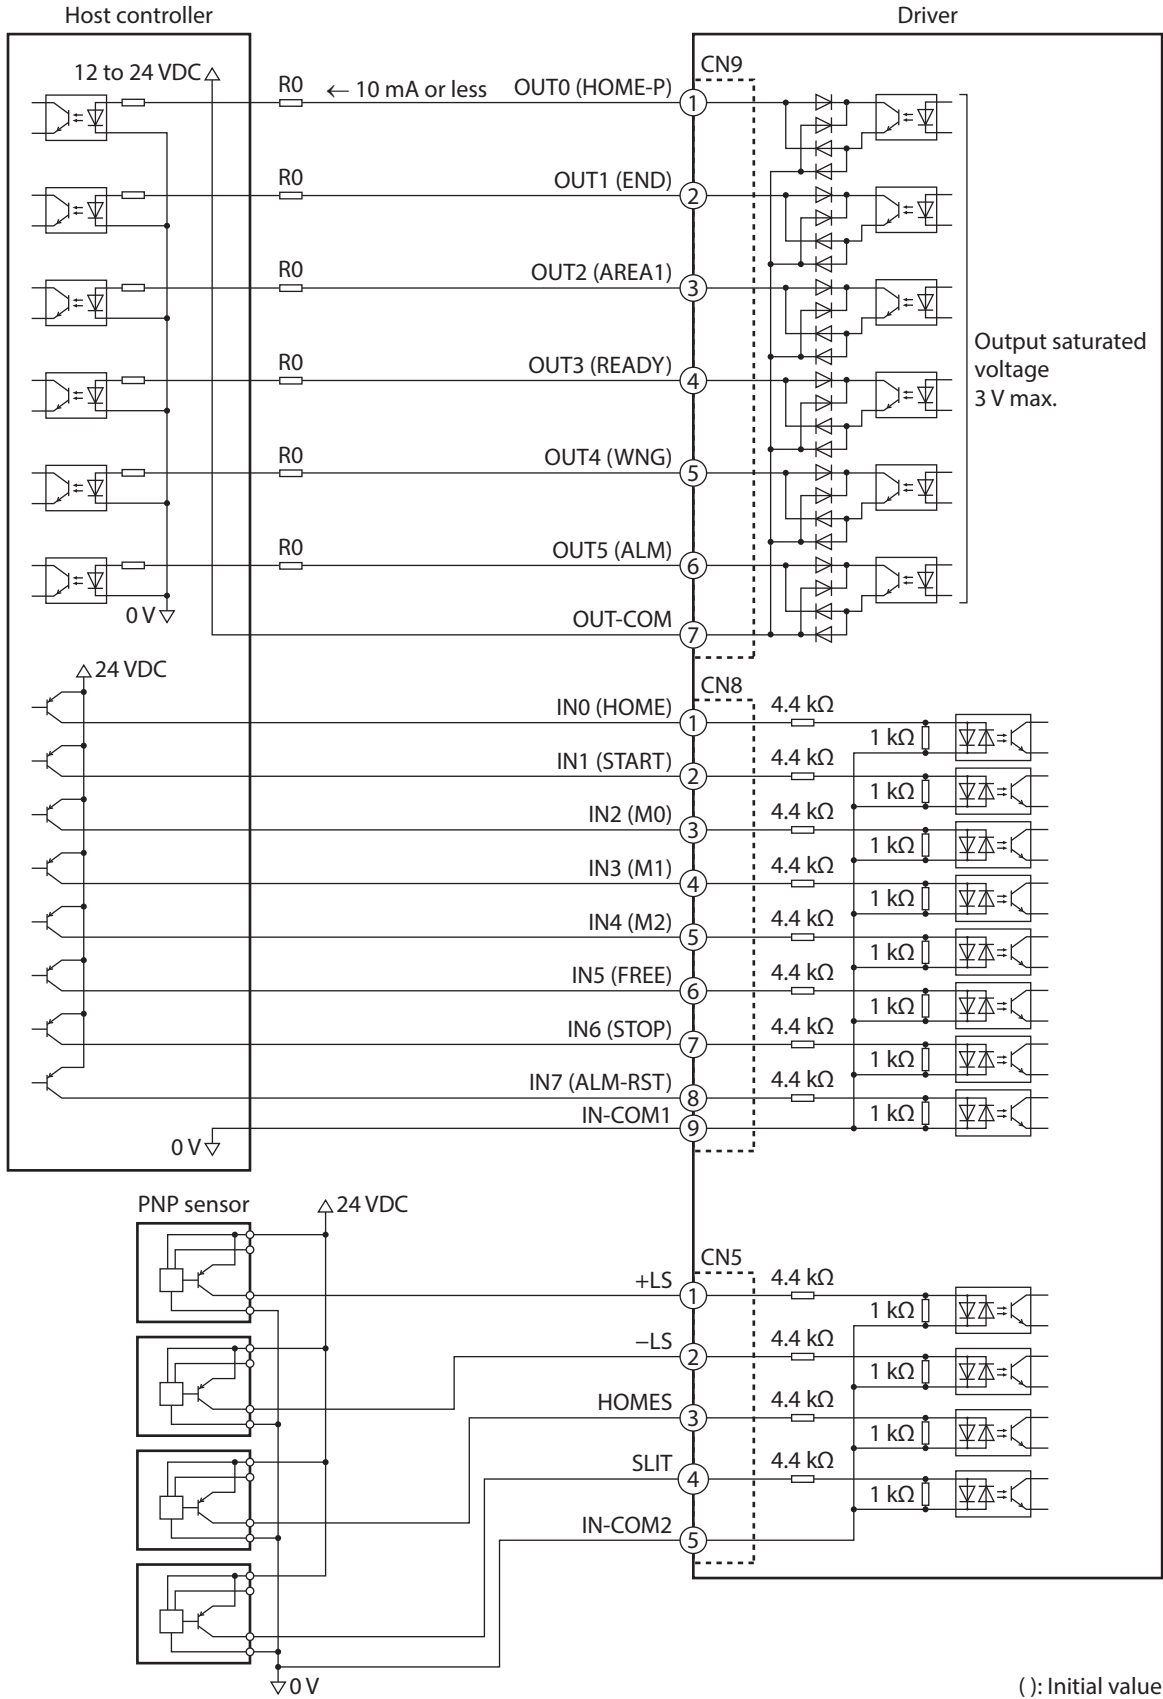 Host controller
Driver
12 to 24 VDC
R0
← 10 mA or less
OUT0 (HOME-P)
CN9
1
R0
OUT1 (END)
2
R0
OUT2 (AREA1)
3
Output saturated
voltage
3 V max.
R0
OUT3 (READY)
4
R0
OUT4 (WNG)
5
R0
OUT5 (ALM)
6
0 V
OUT-COM
7
24 VDC
CN8
IN0 (HOME)
1
4.4 kΩ
1 kΩ
IN1 (START)
2
4.4 kΩ
1 kΩ
IN2 (M0)
3
4.4 kΩ
1 kΩ
IN3 (M1)
4
4.4 kΩ
1 kΩ
IN4 (M2)
5
4.4 kΩ
1 kΩ
IN5 (FREE)
6
4.4 kΩ
1 kΩ
IN6 (STOP)
7
4.4 kΩ
1 kΩ
IN7 (ALM-RST)
8
4.4 kΩ
1 kΩ
IN-COM1
9
0 V
PNP sensor
24 VDC
CN5
+LS
1
4.4 kΩ
1 kΩ
−LS
2
4.4 kΩ
1 kΩ
HOMES
3
4.4 kΩ
1 kΩ
SLIT
4
4.4 kΩ
1 kΩ
IN-COM2
5
0 V
( ): Initial value